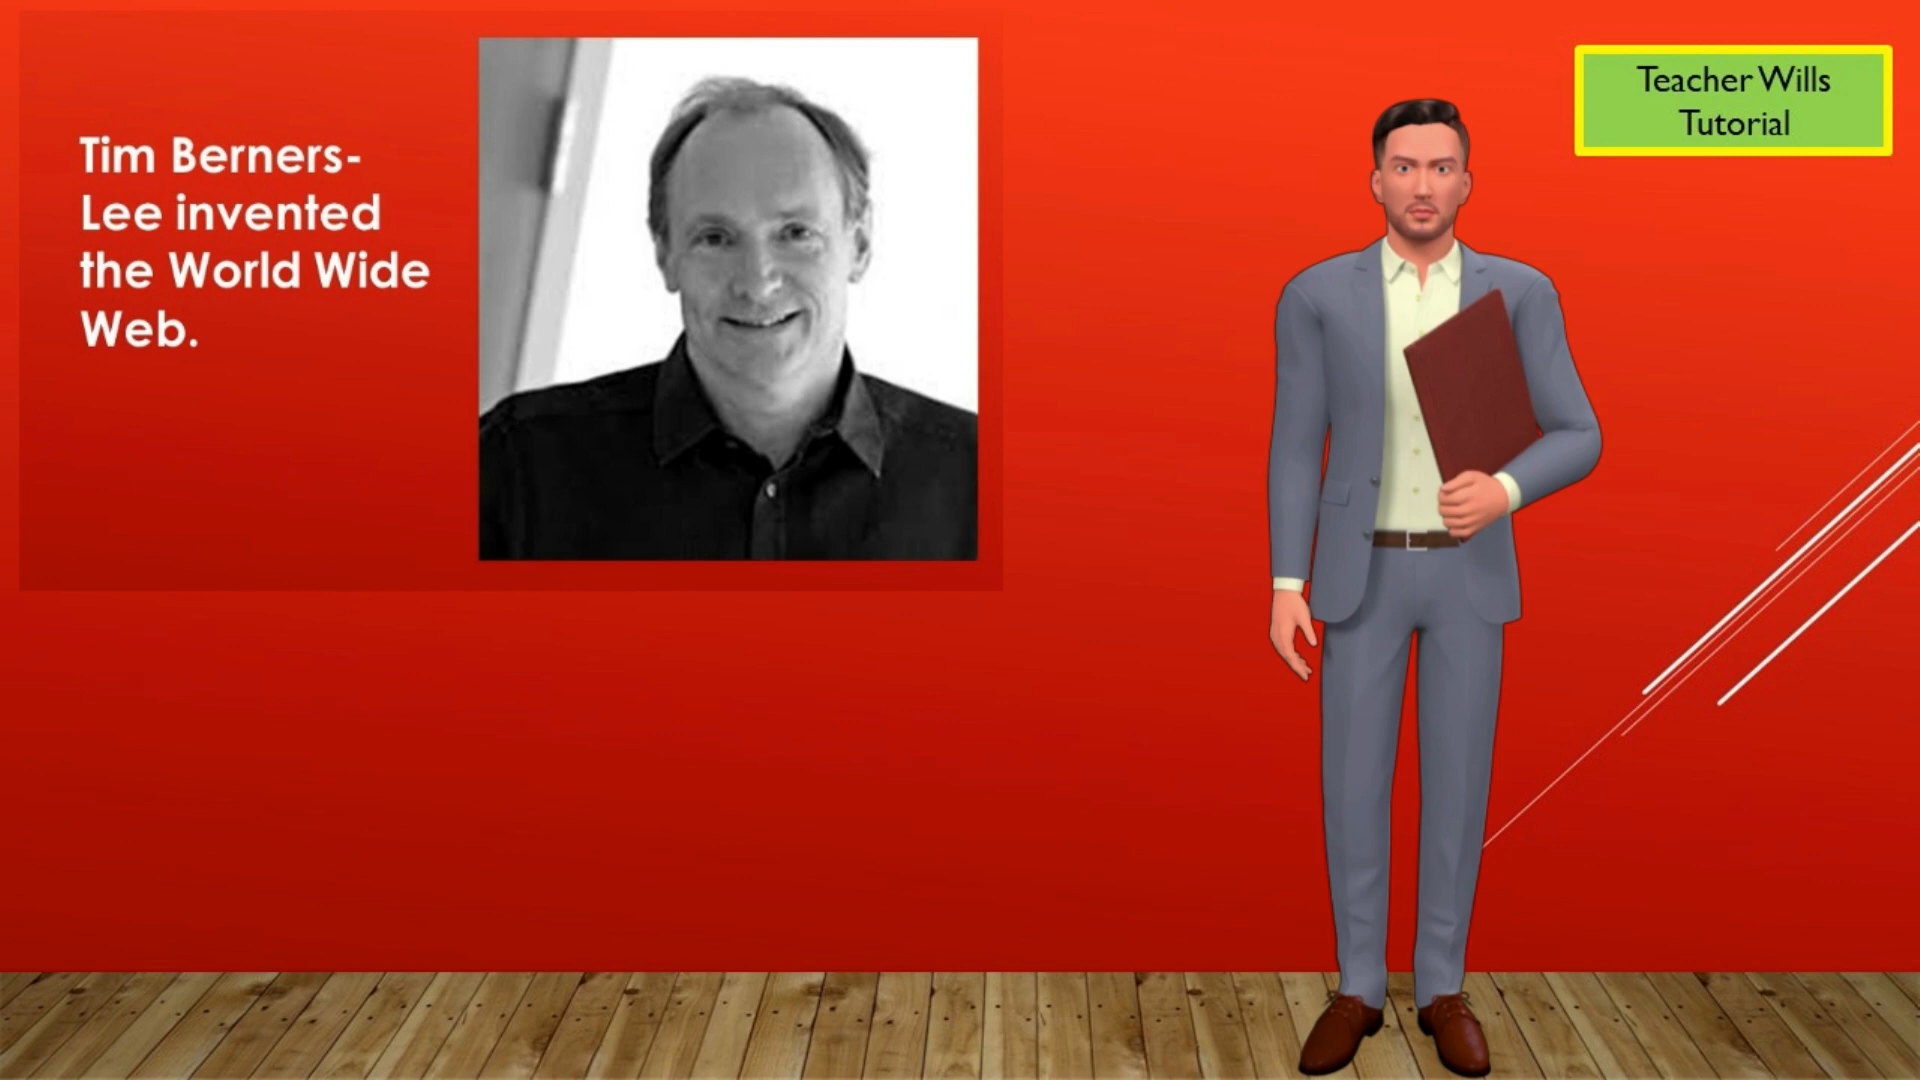 Tim Berners-
Lee invented
the World Wide
Web.
Teacher Wills
Tutorial